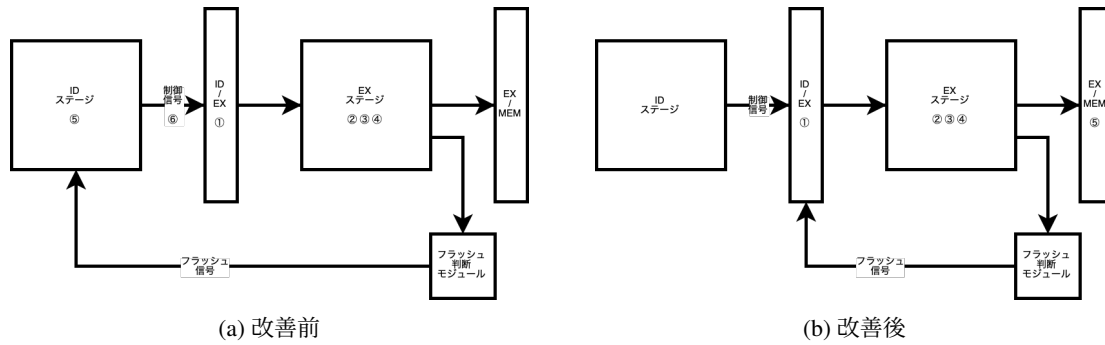 ID
ステージ
⑤
制御
信号
⑥
ID
/
EX
①
EX
ステージ
②③④
EX
/
MEM
フラッシュ
信号
フラッシュ
判断
モジュール
(a) 改善前
ID
ステージ
制御
信号
ID
/
EX
①
EX
ステージ
②③④
EX
/
MEM
⑤
フラッシュ
信号
フラッシュ
判断
モジュール
(b) 改善後